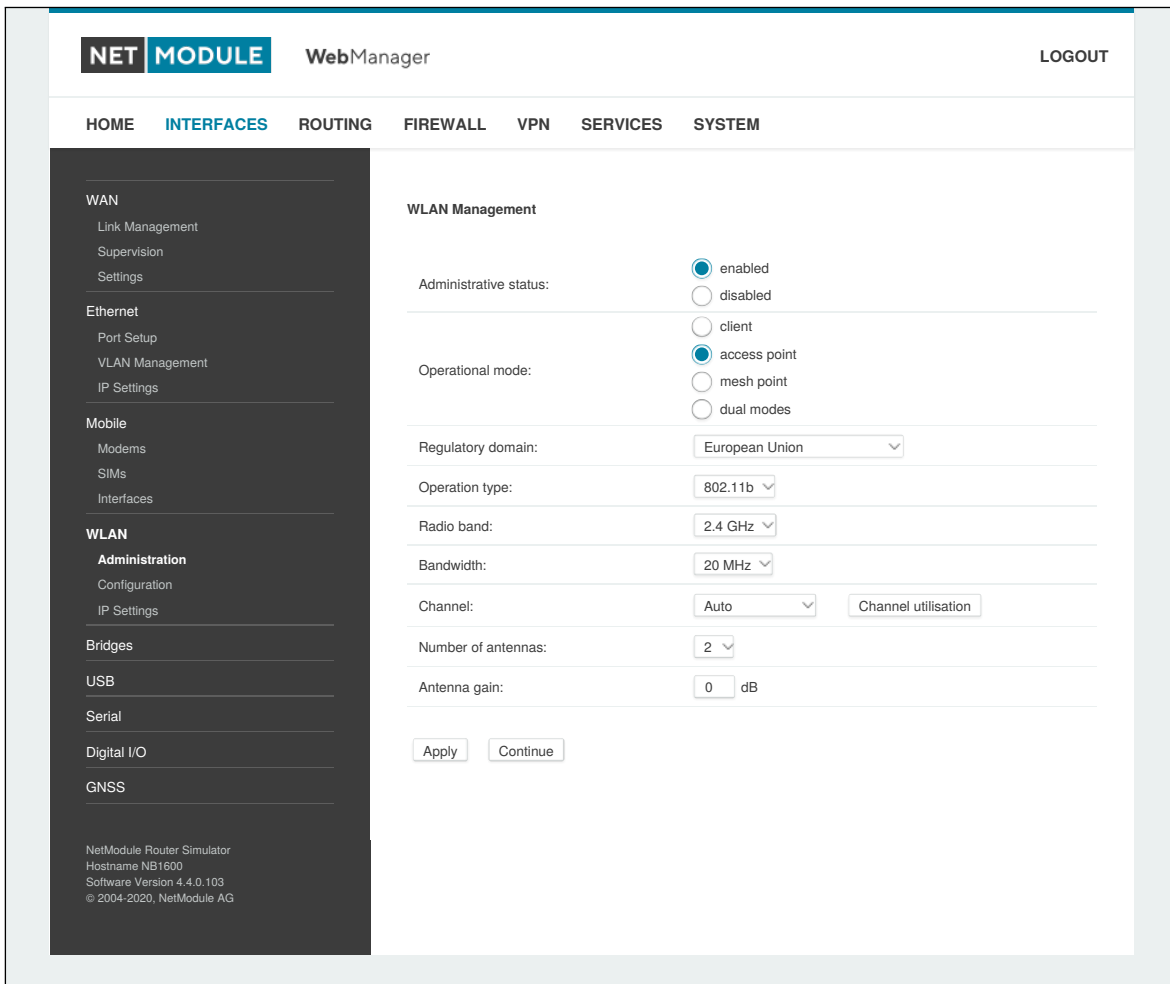 NET MODULE WebManager LOGOUT
HOME INTERFACES ROUTING FIREWALL VPN SERVICES SYSTEM
WAN
Link Management
Supervision
Settings
Ethernet
Port Setup
VLAN Management
IP Settings
Mobile
Modems
SIMs
Interfaces
WLAN
Administration
Configuration
IP Settings
Bridges
USB
Serial
Digital I/O
GNSS
NetModule Router Simulator
Hostname NB1600
Software Version 4.4.0.103
© 2004-2020, NetModule AG
WLAN Management
Administrative status:
enabled
disabled
Operational mode:
client
access point
mesh point
dual modes
Regulatory domain: European Union
Operation type: 802.11b
Radio band: 2.4 GHz
Bandwidth: 20 MHz
Channel: Auto Channel utilisation
Number of antennas: 2
Antenna gain: 0 dB
Apply Continue